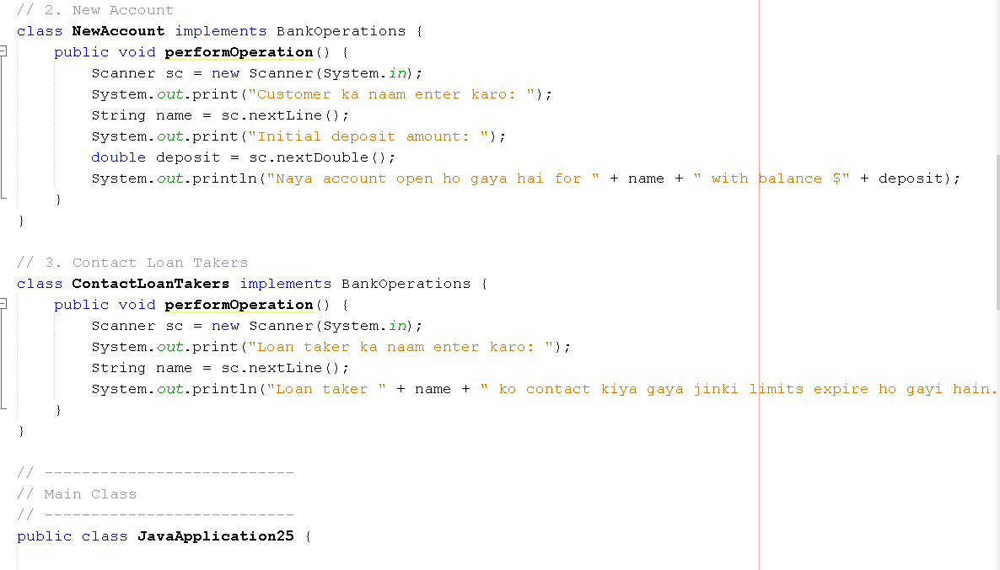 // 2. New Account
class NewAccount implements BankOperations {
    public void performOperation() {
        Scanner sc = new Scanner(System.in);
        System.out.print("Customer ka naam enter karo: ");
        String name = sc.nextLine();
        System.out.print("Initial deposit amount: ");
        double deposit = sc.nextDouble();
        System.out.println("Naya account open ho gaya hai for " + name + " with balance $" + deposit);
    }
}

// 3. Contact Loan Takers
class ContactLoanTakers implements BankOperations {
    public void performOperation() {
        Scanner sc = new Scanner(System.in);
        System.out.print("Loan taker ka naam enter karo: ");
        String name = sc.nextLine();
        System.out.println("Loan taker " + name + " ko contact kiya gaya jinki limits expire ho gayi hain.
    }
}

// ---------------------------
// Main Class
// ---------------------------
public class JavaApplication25 {